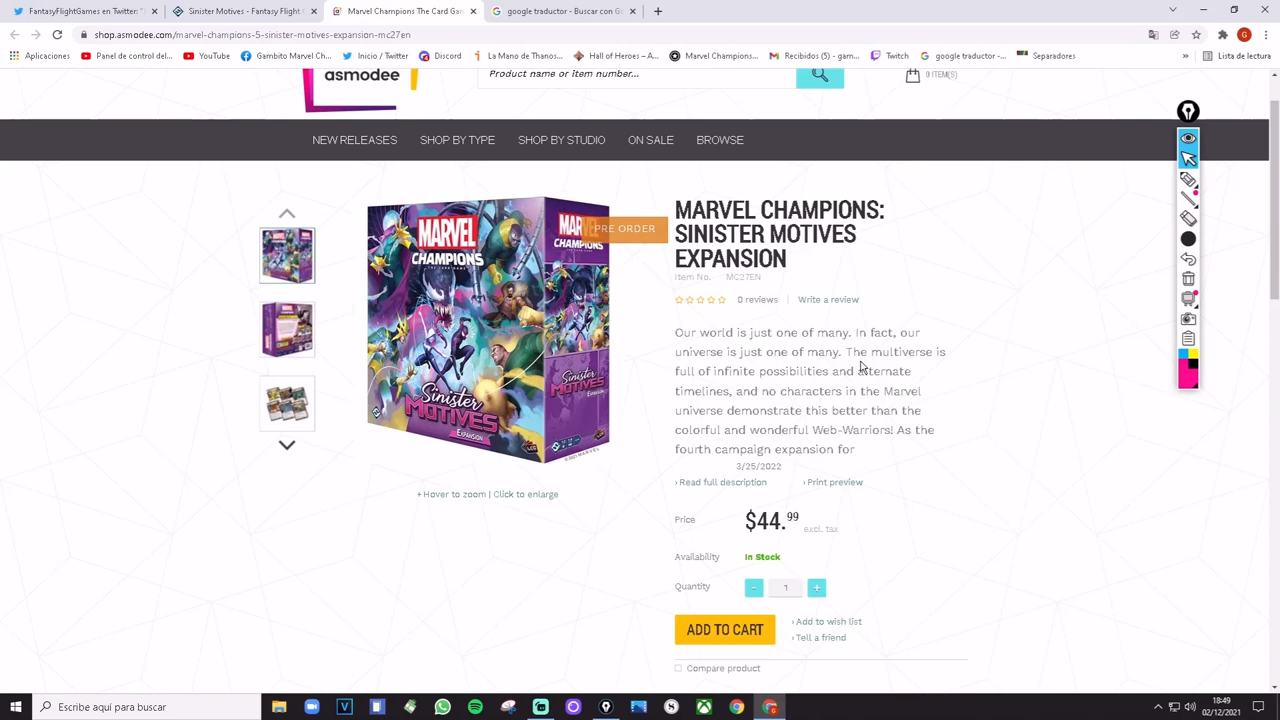 FantasyFlightGames en Twitter: "
Sinister Motives - Fantasy Flight G
Marvel Champions The Card Gam
google traductor - Buscar con Go
shop.asmodee.com/marvel-champions-5-sinister-motives-expansion-mc27en
Aplicaciones
Panel de control del...
YouTube
Gambito Marvel Ch...
Inicio / Twitter
Discord
La Mano de Thanos...
Hall of Heroes – A...
Marvel Champions...
Recibidos (5) - gam...
Twitch
google traductor -...
Separadores
»
Lista de lectura
asmodee
Product name or item number...
0 ITEM(S)
NEW RELEASES
SHOP BY TYPE
SHOP BY STUDIO
ON SALE
BROWSE
PRE ORDER
MARVEL
CHAMPIONS
THE CARD GAME
Sinister
MOTIVES
EXPANSION
Sinister
MOTIVES
©2021 MARVEL
MARVEL CHAMPIONS:
SINISTER MOTIVES
EXPANSION
Item No. MC27EN
0 reviews | Write a review
Our world is just one of many. In fact, our
universe is just one of many. The multiverse is
full of infinite possibilities and alternate
timelines, and no characters in the Marvel
universe demonstrate this better than the
colorful and wonderful Web-Warriors! As the
fourth campaign expansion for
3/25/2022
› Read full description
› Print preview
+ Hover to zoom | Click to enlarge
Price $44.99 excl. tax
Availability In Stock
Quantity - 1 +
ADD TO CART
› Add to wish list
› Tell a friend
Compare product
Escribe aquí para buscar
18:49
02/12/2021